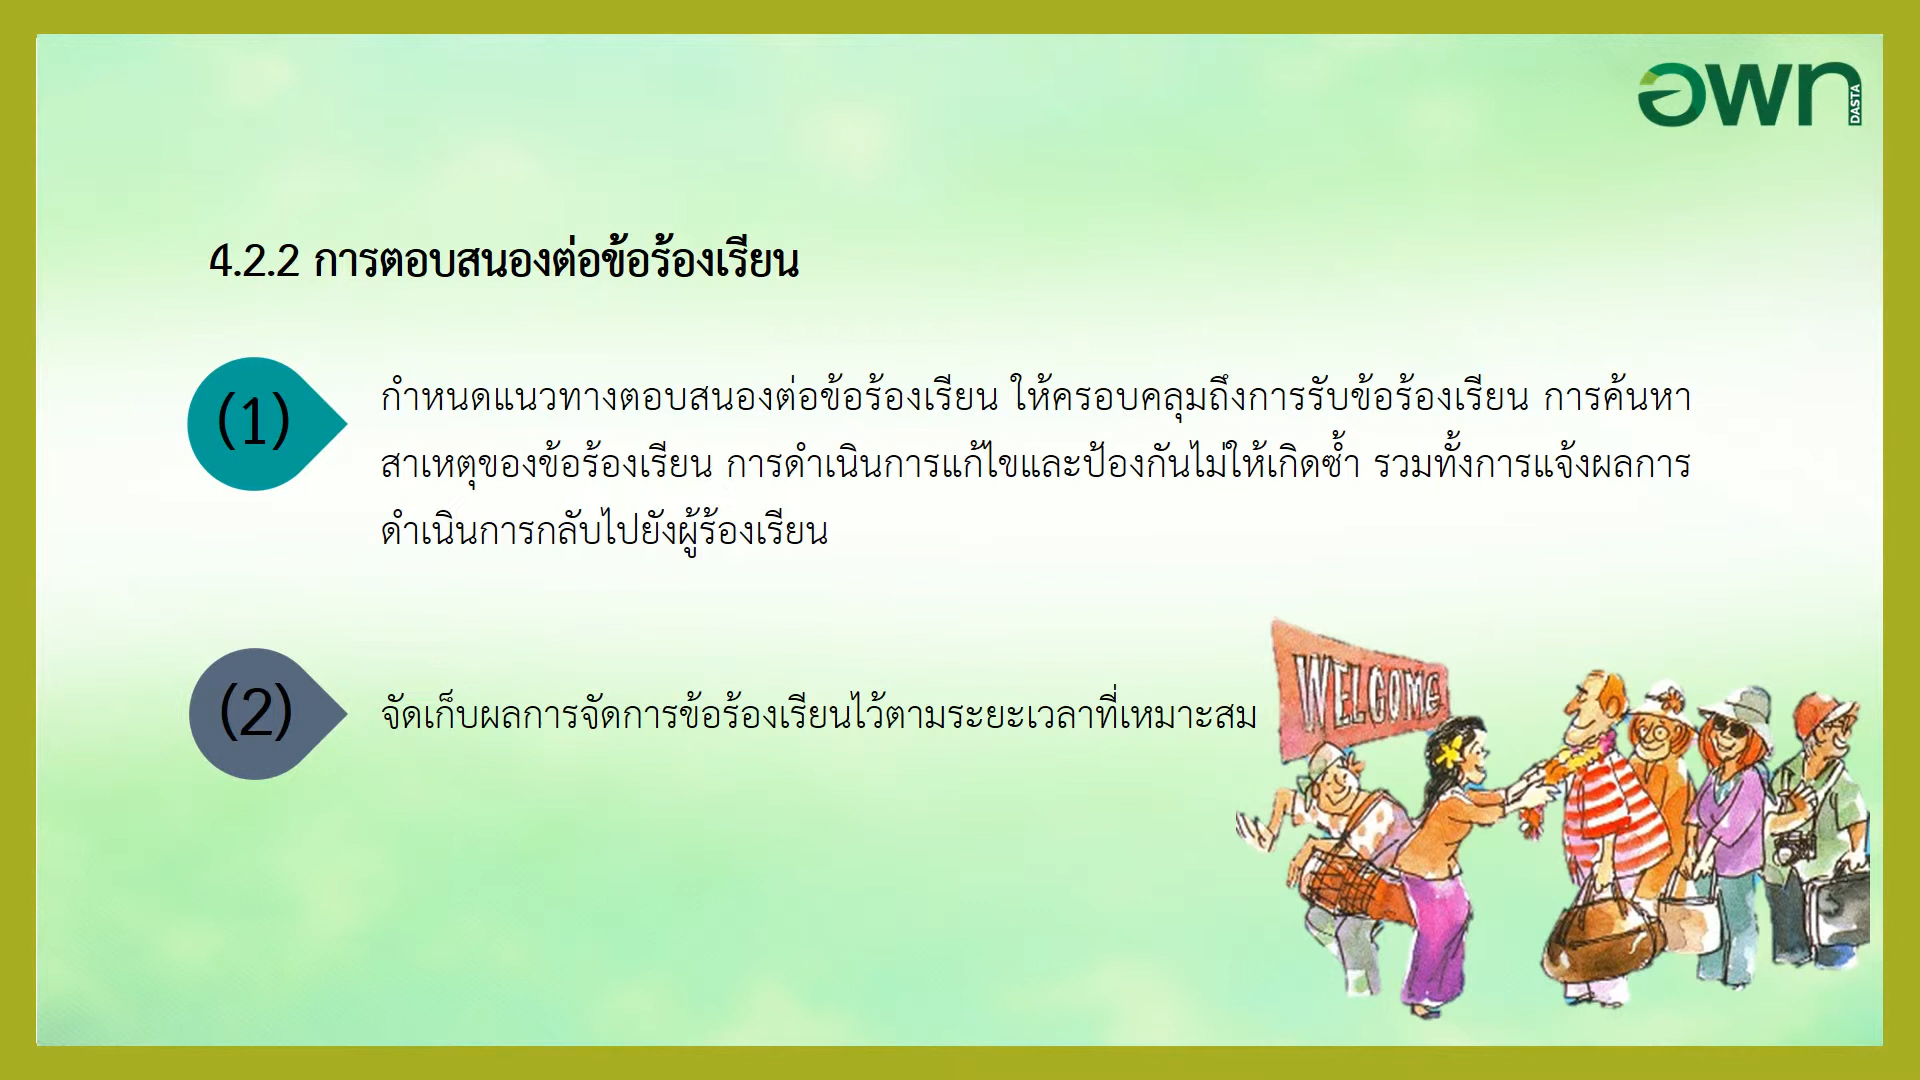 อพท
DASTA
4.2.2 การตอบสนองต่อข้อร้องเรียน
(1)
กำหนดแนวทางตอบสนองต่อข้อร้องเรียน ให้ครอบคลุมถึงการรับข้อร้องเรียน การค้นหา
สาเหตุของข้อร้องเรียน การดำเนินการแก้ไขและป้องกันไม่ให้เกิดซ้ำ รวมทั้งการแจ้งผลการ
ดำเนินการกลับไปยังผู้ร้องเรียน
(2)
จัดเก็บผลการจัดการข้อร้องเรียนไว้ตามระยะเวลาที่เหมาะสม
WELCOME